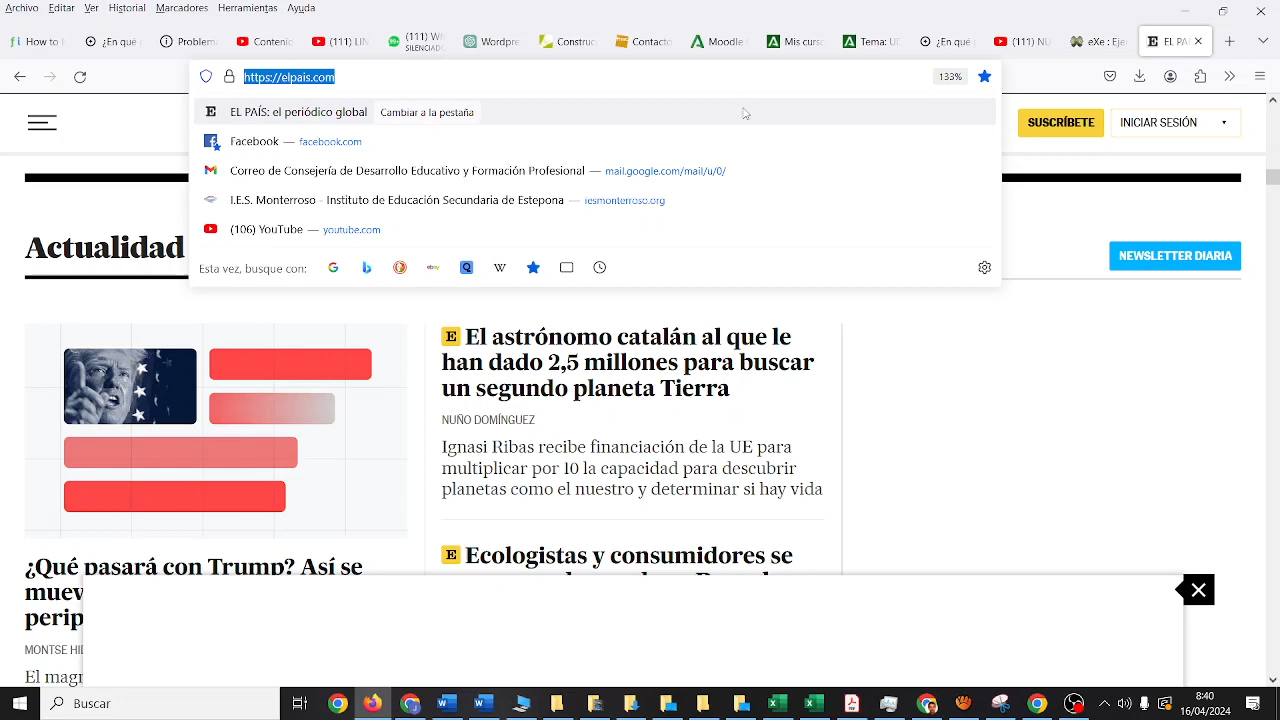 Archivo Editar Ver Historial Marcadores Herramientas Ayuda
How to
¿En qué
Problema
Contenic
(111) LIN
(111) W
SILENCIADO
Wordpre
Construc
Contacto
Moodle
Mis curso
Tema: U
¿En qué
(111) NU
eXe : Ejer
EL PAÍ
https://elpais.com
133%
EL PAÍS: el periódico global Cambiar a la pestaña
Facebook — facebook.com
Correo de Consejería de Desarrollo Educativo y Formación Profesional — mail.google.com/mail/u/0/
I.E.S. Monterroso - Instituto de Educación Secundaria de Estepona — iesmonterroso.org
(106) YouTube — youtube.com
Esta vez, busque con:
SUSCRÍBETE
INICIAR SESIÓN
Actualidad
NEWSLETTER DIARIA
E El astrónomo catalán al que le
han dado 2,5 millones para buscar
un segundo planeta Tierra
NUÑO DOMÍNGUEZ
Ignasi Ribas recibe financiación de la UE para
multiplicar por 10 la capacidad para descubrir
planetas como el nuestro y determinar si hay vida
E Ecologistas y consumidores se
¿Qué pasará con Trump? Así se
muev
perip
MONTSE HI
El magn
Buscar
8:40
16/04/2024